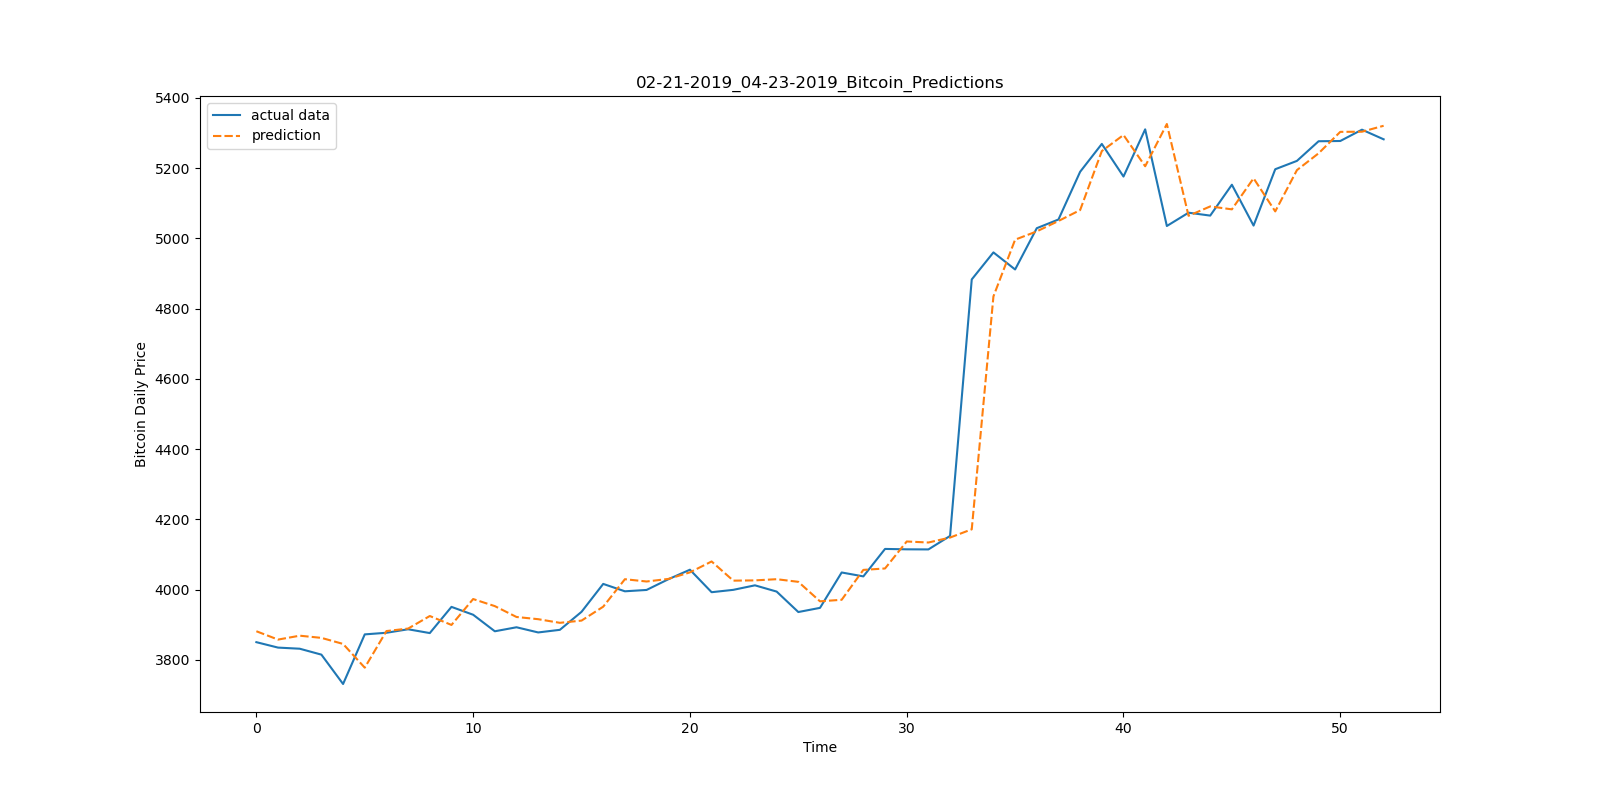 02-21-2019_04-23-2019_Bitcoin_Predictions
actual data
prediction
Bitcoin Daily Price
5400
5200
5000
4800
4600
4400
4200
4000
3800
0 10 20 30 40 50
Time